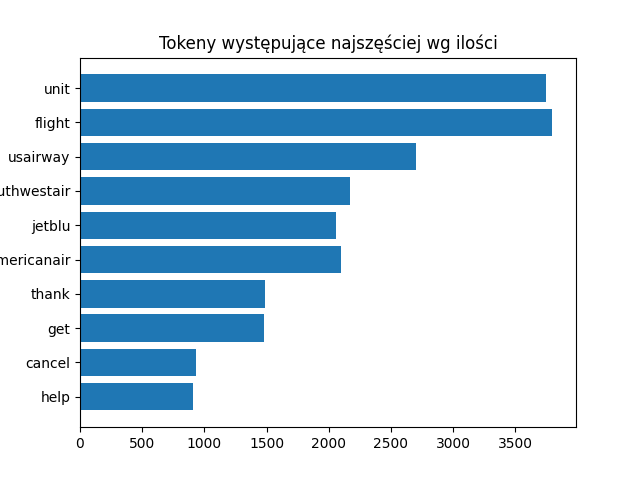 Tokeny występujące najszęściej wg ilości
unit
flight
usairway
uthwestair
jetblu
mericanair
thank
get
cancel
help
0 500 1000 1500 2000 2500 3000 3500